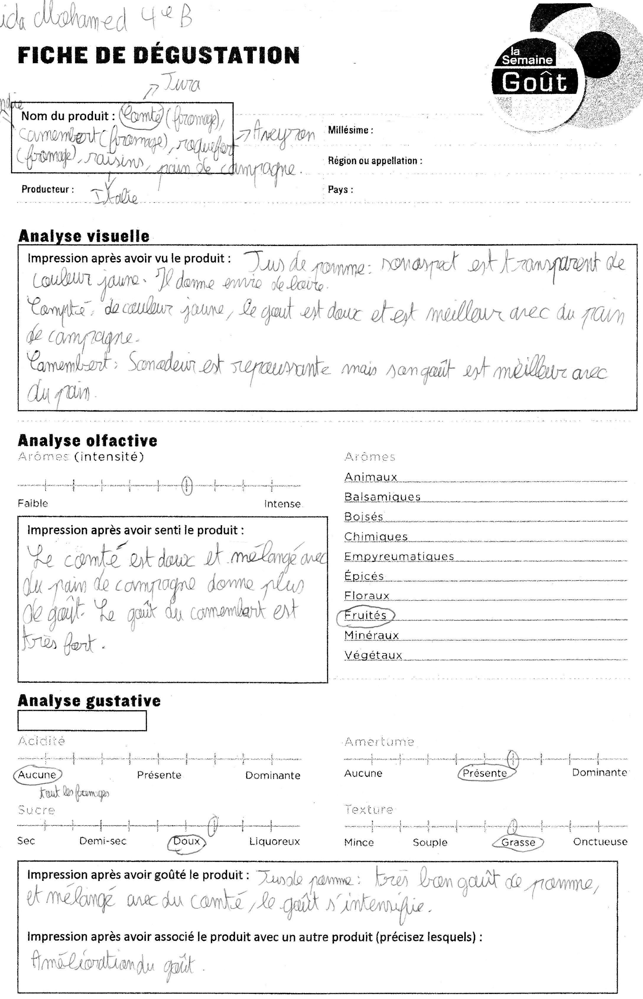 Mohamed 4e B
FICHE DE DÉGUSTATION
la
Semaine
Goût
Jura
Nom du produit : Comté (fromage),
camembert (fromage), roquefort
(fromage), raisins, pain de campagne.
Aveyron
Millésime :
Région ou appellation :
Producteur :
Italie
Pays :
Analyse visuelle
Impression après avoir vu le produit : Jus de pomme : son aspect est transparent de
couleur jaune. Il donne envie de boire.
Compté : de couleur jaune, le gout est doux et est meilleur avec du pain
de campagne.
Camembert : Son odeur est repoussante mais son goût est meilleur avec
du pain.
Analyse olfactive
Arômes (intensité)
Faible Intense
Impression après avoir senti le produit :
Le comté est doux et mélangé avec
du pain de campagne donne plus
de goût. Le goût du camembert est
très fort.
Arômes
Animaux
Balsamiques
Boisés
Chimiques
Empyreumatiques
Épicés
Floraux
Fruités
Minéraux
Végétaux
Analyse gustative
Acidité
Aucune Présente Dominante
tout les fromages
Amertume
Aucune Présente Dominante
Sucre
Sec Demi-sec Doux Liquoreux
Texture
Mince Souple Grasse Onctueuse
Impression après avoir goûté le produit : Jus de pomme : très bon goût de pomme,
et mélangé avec du comté, le goût s'intensifie.
Impression après avoir associé le produit avec un autre produit (précisez lesquels) :
Amélioration du goût.